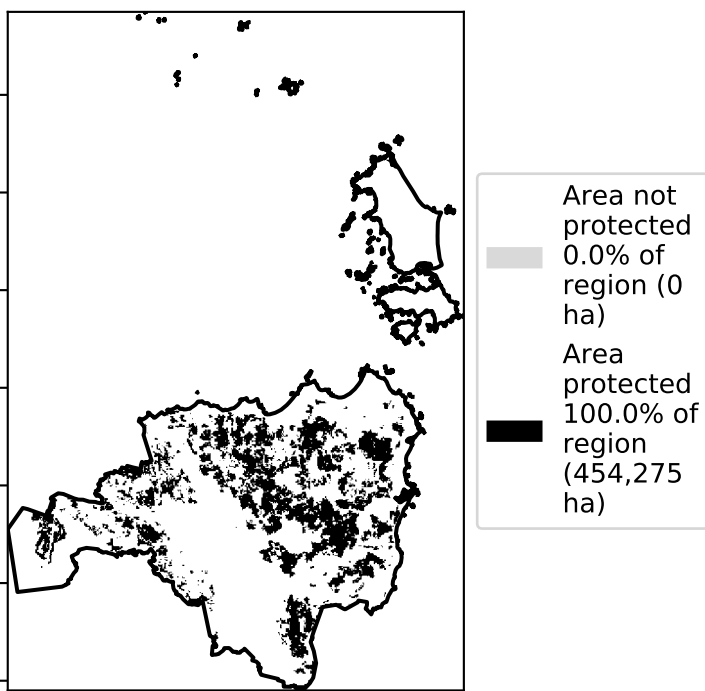 Area not
protected
0.0% of
region (0
ha)
Area
protected
100.0% of
region
(454,275
ha)